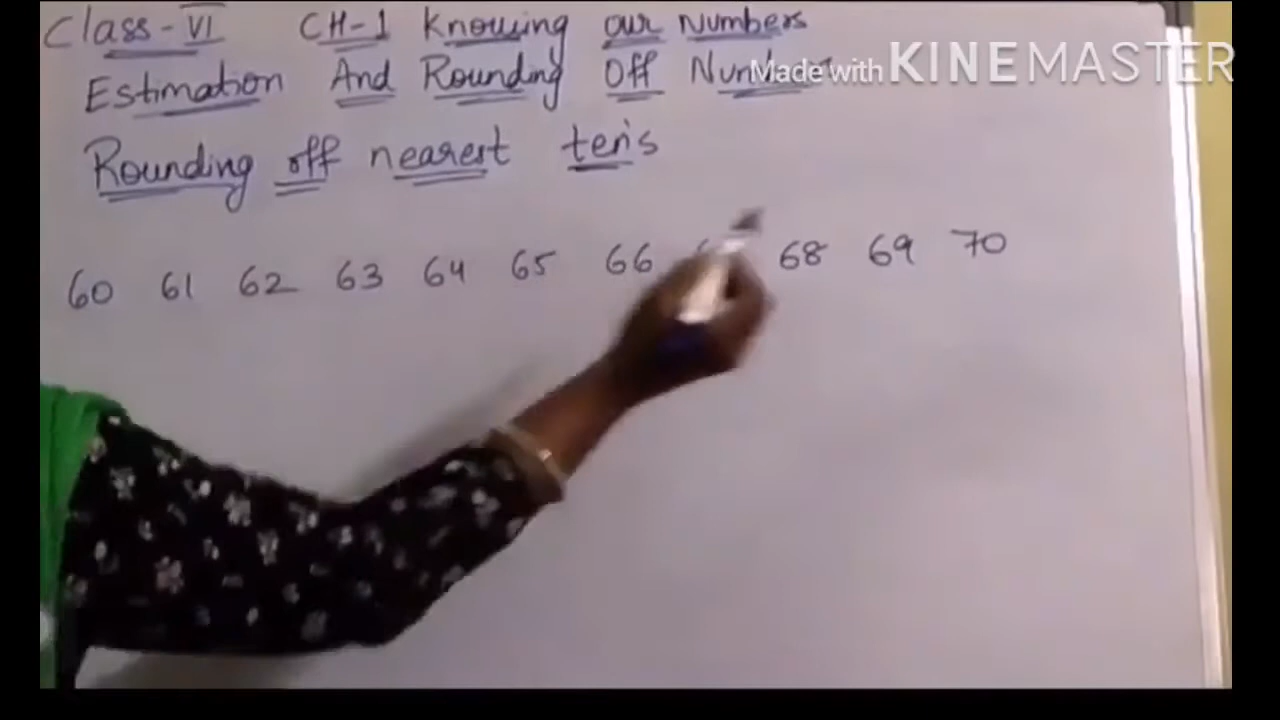 Class-VI CH-1 Knowing our Numbers
Estimation And Rounding Off
Made with KINEMASTER
Rounding off nearest ten's
60 61 62 63 64 65 66 68 69 70